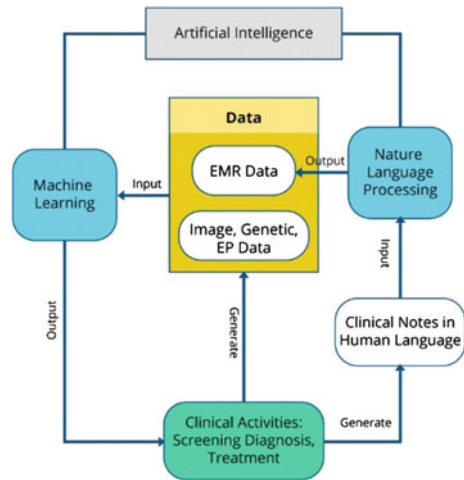 Artificial Intelligence
Data
EMR Data
Image, Genetic,
EP Data
Output
Nature
Language
Processing
Machine
Learning
Input
Input
Output
Generate
Clinical Notes in
Human Language
Clinical Activities:
Screening Diagnosis,
Treatment
Generate